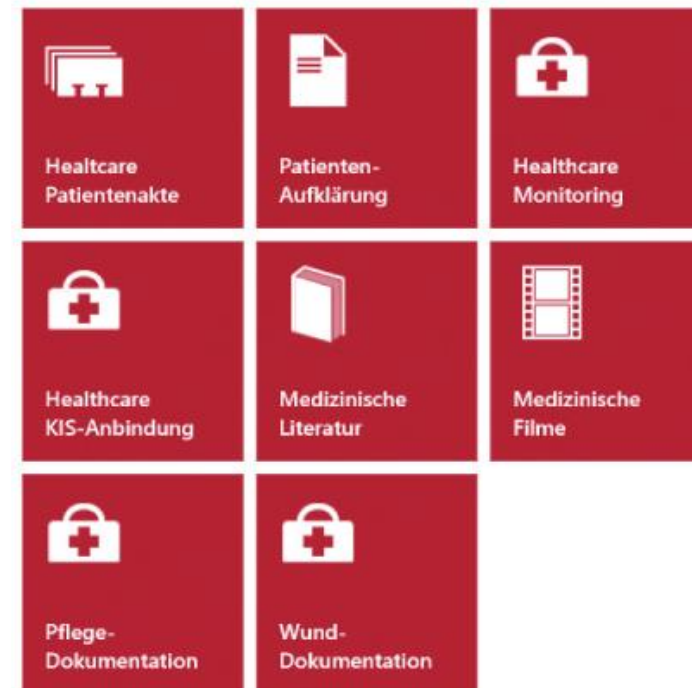 Healtcare
Patientenakte
Patienten-
Aufklärung
Healthcare
Monitoring
Healthcare
KIS-Anbindung
Medizinische
Literatur
Medizinische
Filme
Pflege-
Dokumentation
Wund-
Dokumentation